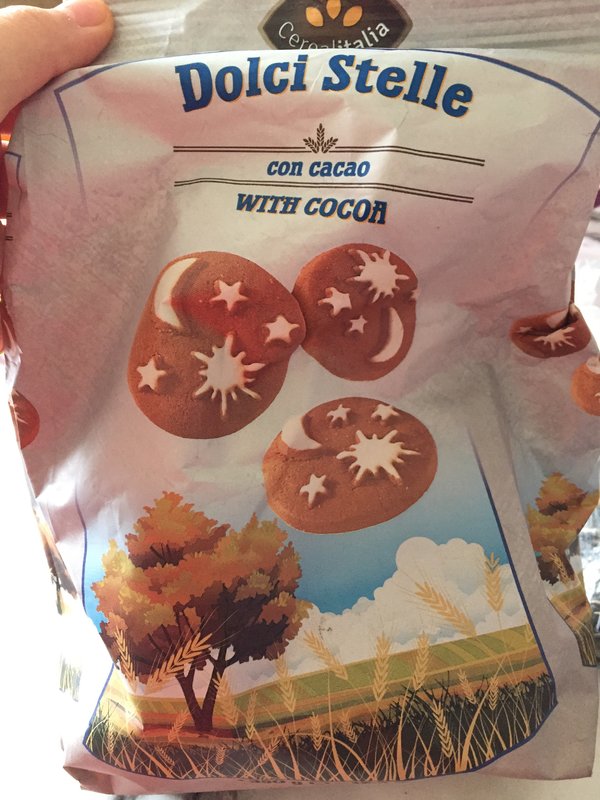 Cerealitalia
Dolci Stelle
con cacao
WITH COCOA